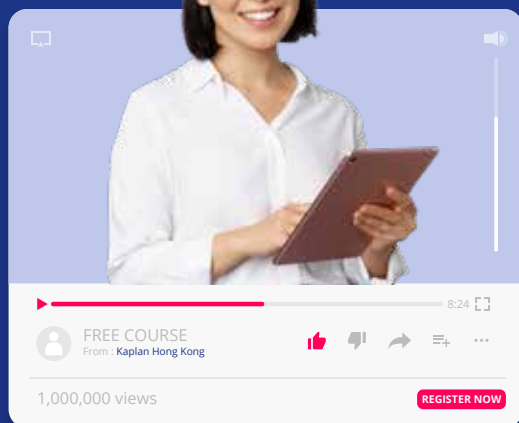 8:24
FREE COURSE
From : Kaplan Hong Kong
1,000,000 views
REGISTER NOW